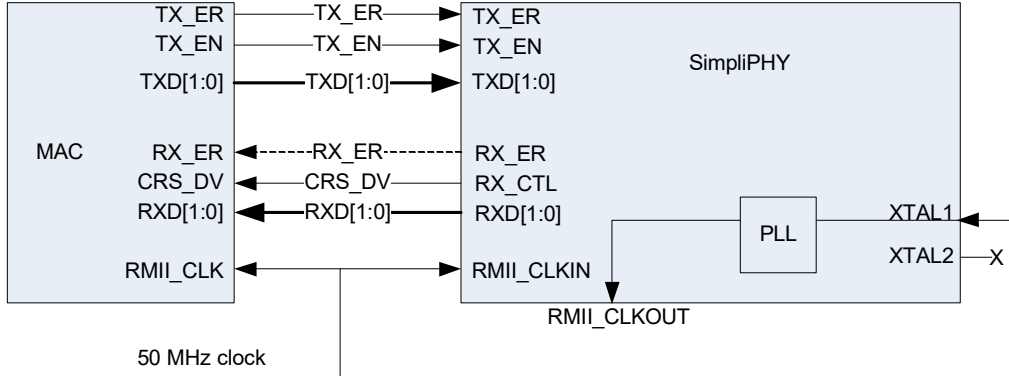 TX_ER TX_ER TX_ER
TX_EN TX_EN TX_EN
SimpliPHY
TXD[1:0] TXD[1:0] TXD[1:0]
MAC RX_ER RX_ER RX_ER
CRS_DV CRS_DV RX_CTL
RXD[1:0] RXD[1:0] RXD[1:0]
XTAL1
PLL
XTAL2 X
RMII_CLK RMII_CLKIN
RMII_CLKOUT
50 MHz clock